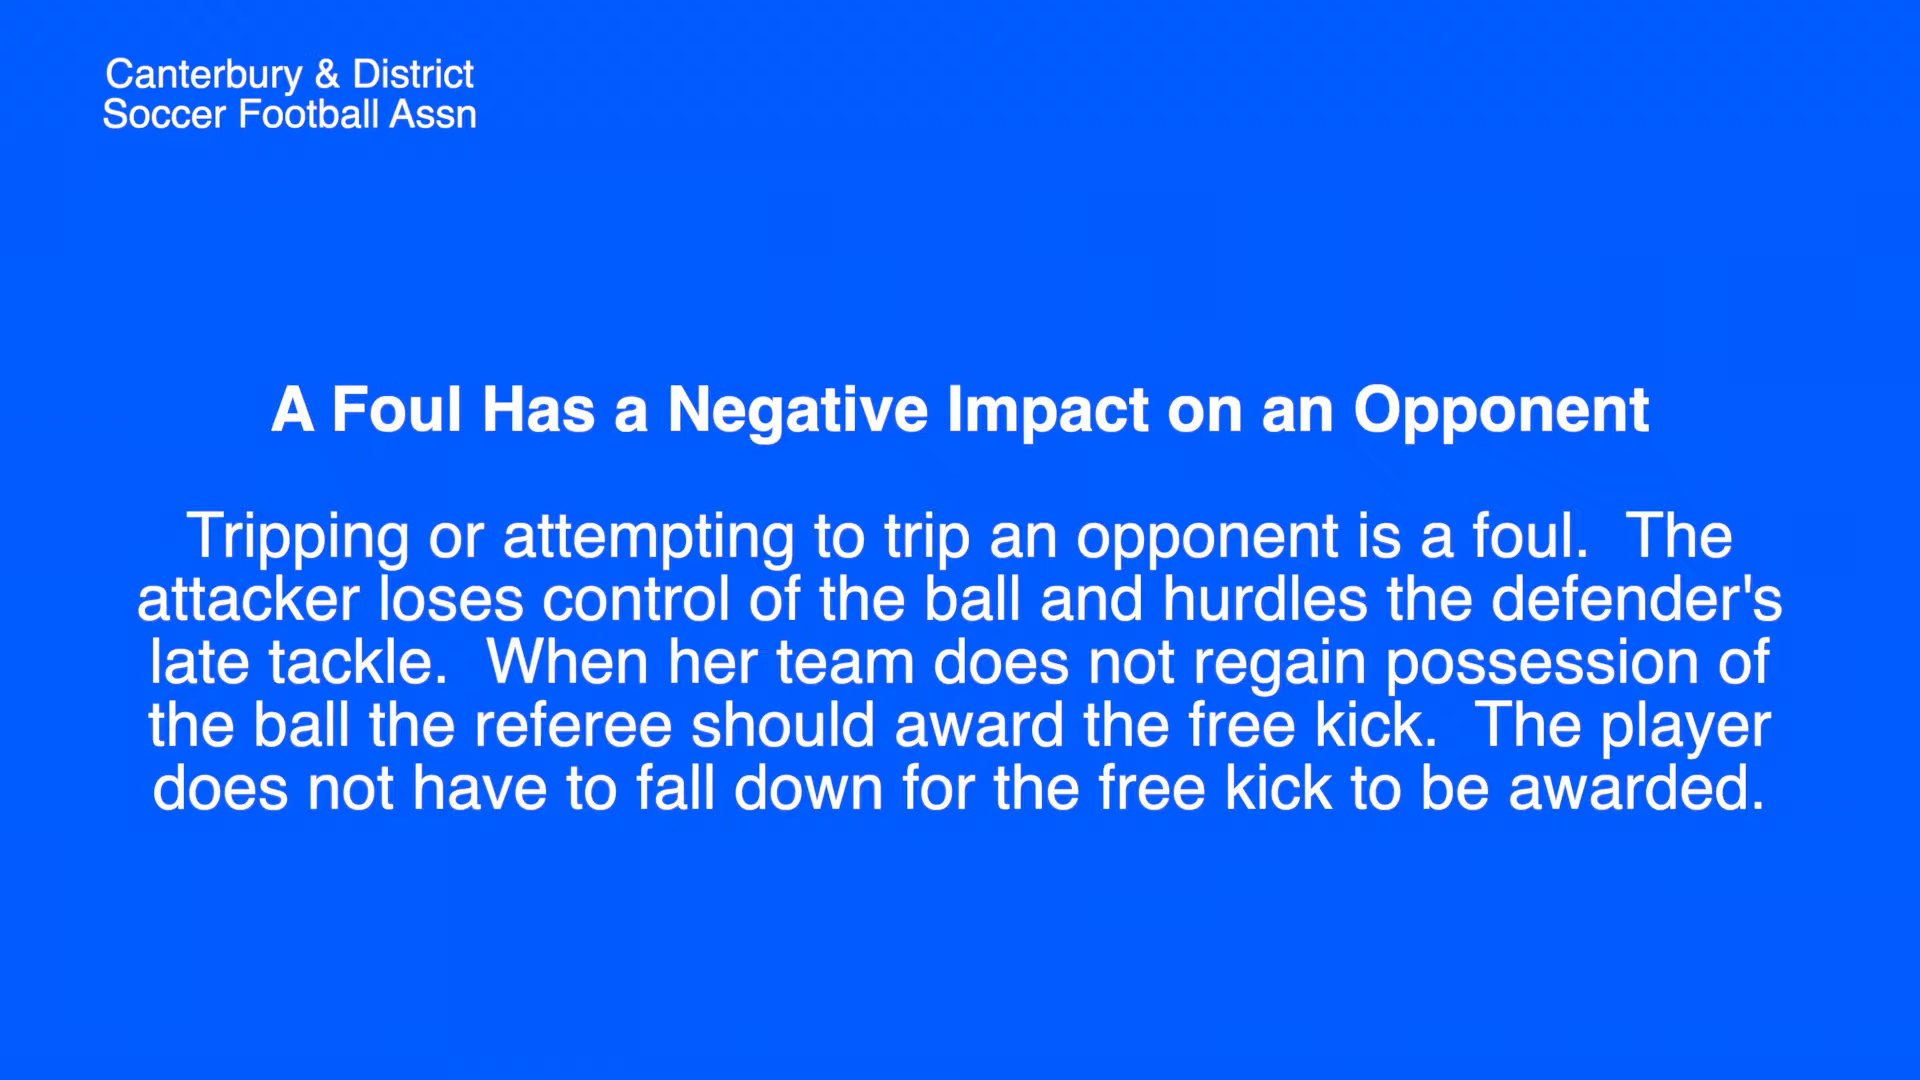 Canterbury & District
Soccer Football Assn
A Foul Has a Negative Impact on an Opponent
Tripping or attempting to trip an opponent is a foul.  The
attacker loses control of the ball and hurdles the defender's
late tackle.  When her team does not regain possession of
the ball the referee should award the free kick.  The player
does not have to fall down for the free kick to be awarded.